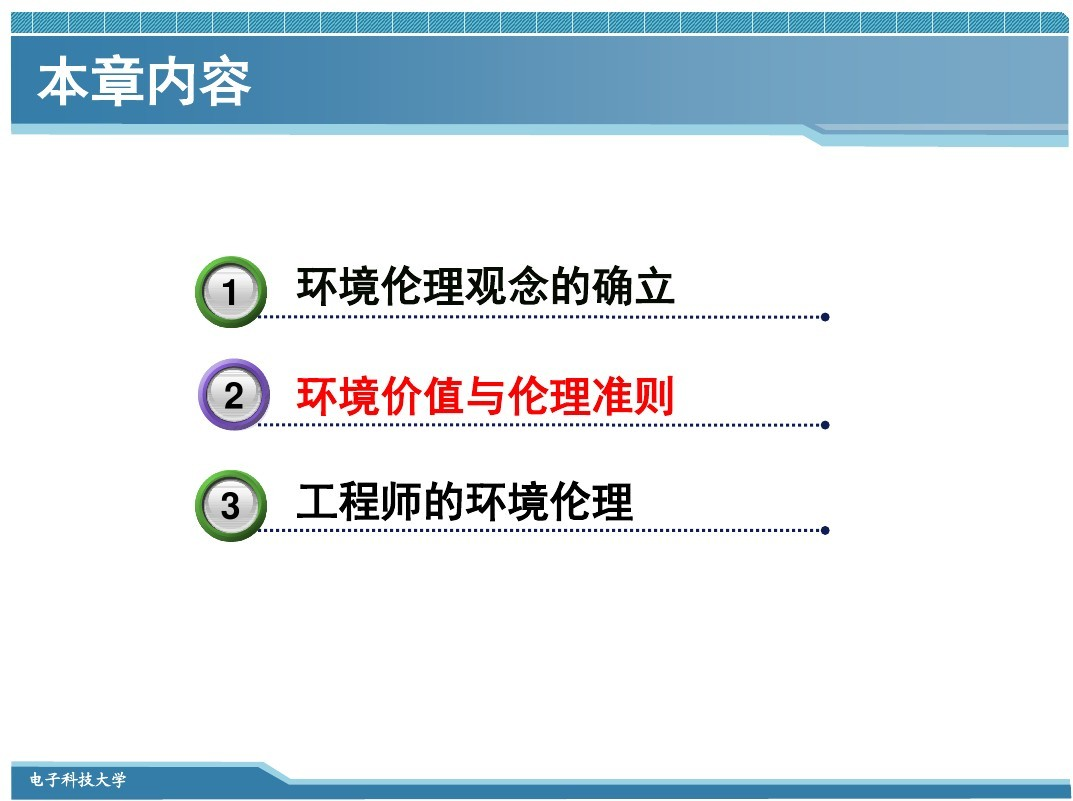 本章内容
1 环境伦理观念的确立
2 环境价值与伦理准则
3 工程师的环境伦理
电子科技大学